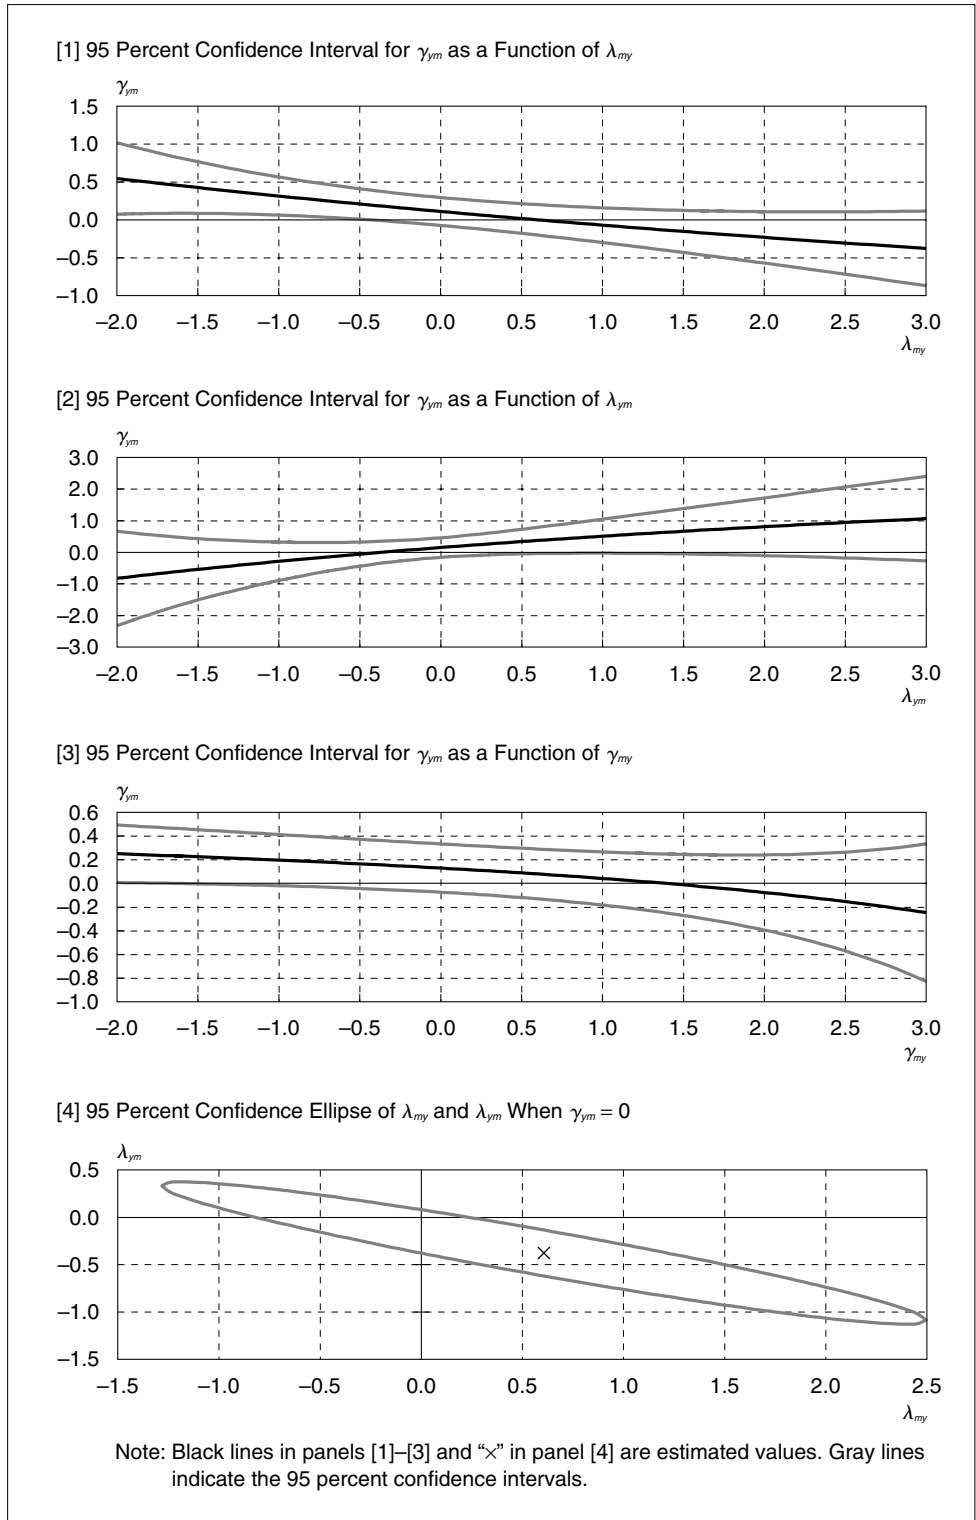 [1] 95 Percent Confidence Interval for γym as a Function of λmy
γym
1.5
1.0
0.5
0.0
–0.5
–1.0
–2.0 –1.5 –1.0 –0.5 0.0 0.5 1.0 1.5 2.0 2.5 3.0
λmy
[2] 95 Percent Confidence Interval for γym as a Function of λym
γym
3.0
2.0
1.0
0.0
–1.0
–2.0
–3.0
–2.0 –1.5 –1.0 –0.5 0.0 0.5 1.0 1.5 2.0 2.5 3.0
λym
[3] 95 Percent Confidence Interval for γym as a Function of γmy
γym
0.6
0.4
0.2
0.0
–0.2
–0.4
–0.6
–0.8
–1.0
–2.0 –1.5 –1.0 –0.5 0.0 0.5 1.0 1.5 2.0 2.5 3.0
γmy
[4] 95 Percent Confidence Ellipse of λmy and λym When γym = 0
λym
0.5
0.0
–0.5
–1.0
–1.5
–1.5 –1.0 –0.5 0.0 0.5 1.0 1.5 2.0 2.5
λmy
Note: Black lines in panels [1]–[3] and “×” in panel [4] are estimated values. Gray lines
indicate the 95 percent confidence intervals.